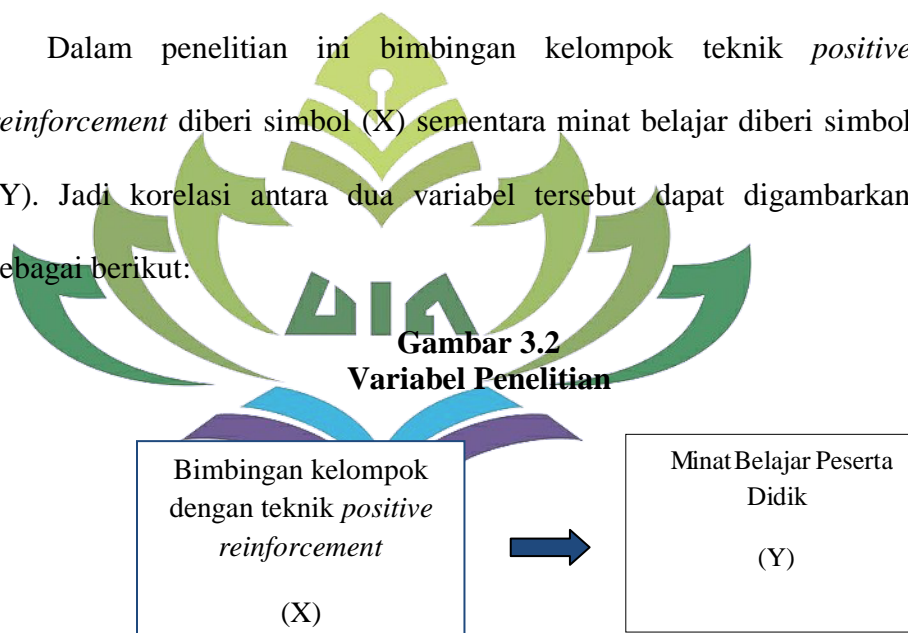 Dalam penelitian ini bimbingan kelompok teknik positive
reinforcement diberi simbol (X) sementara minat belajar diberi simbol
Y). Jadi korelasi antara dua variabel tersebut dapat digambarkan
ebagai berikut:
UIN
Gambar 3.2
Variabel Penelitian
Bimbingan kelompok
dengan teknik positive
reinforcement
(X)
Minat Belajar Peserta
Didik
(Y)